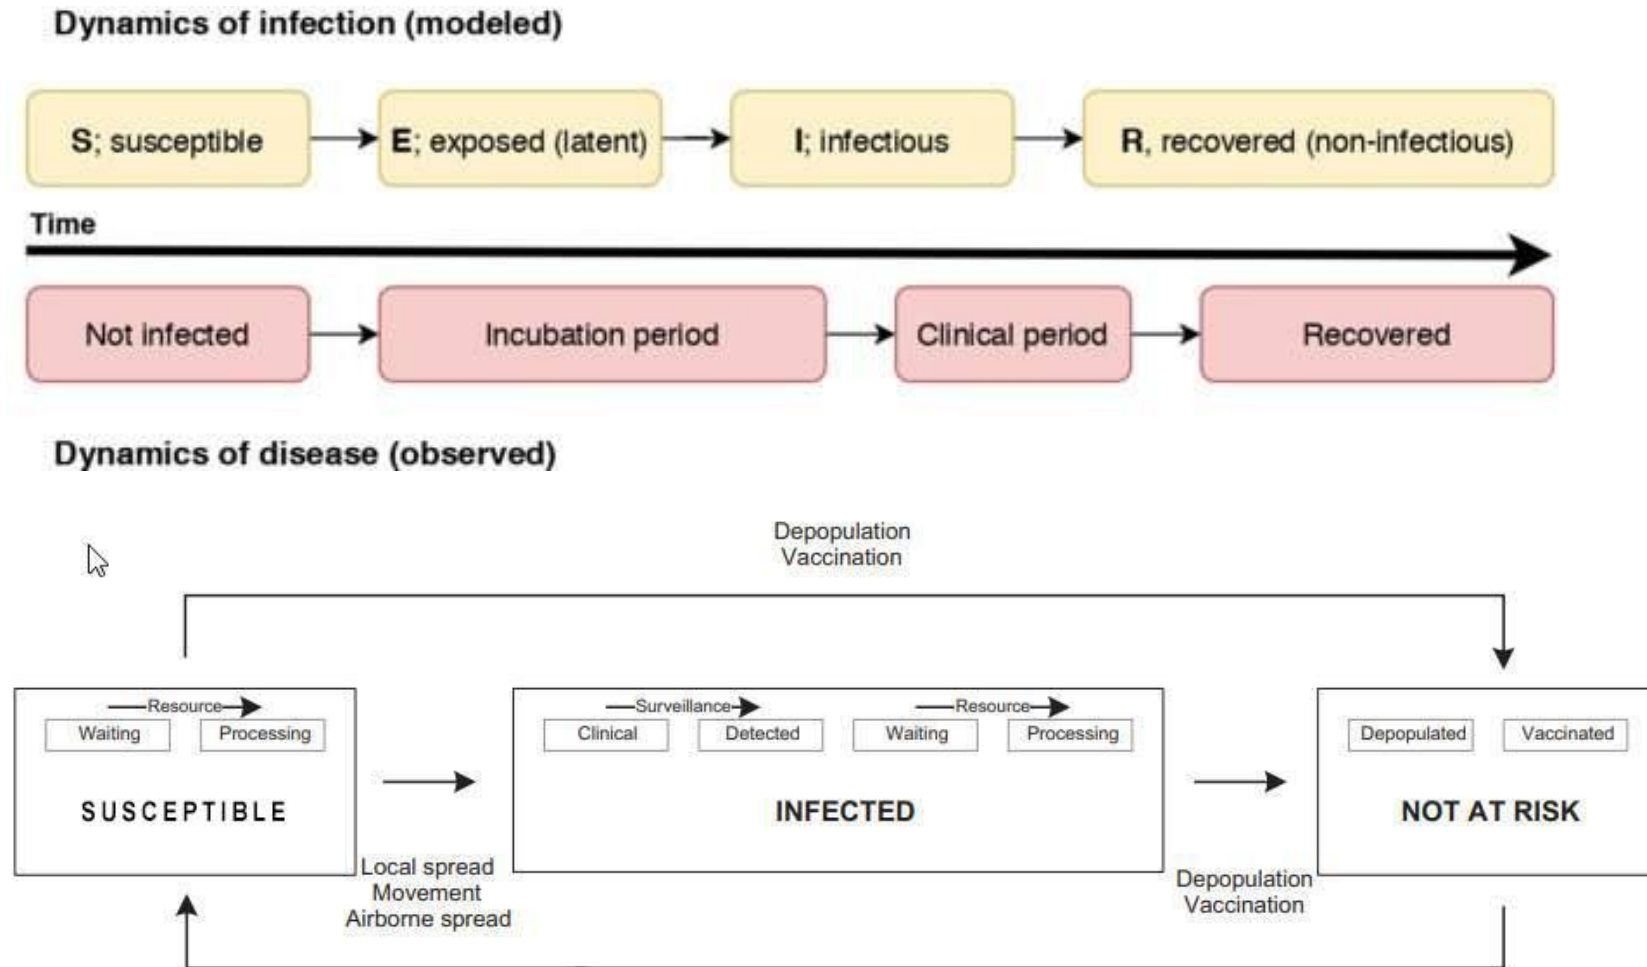 Dynamics of infection (modeled)
S; susceptible
E; exposed (latent)
I; infectious
R, recovered (non-infectious)
Time
Not infected
Incubation period
Clinical period
Recovered
Dynamics of disease (observed)
Depopulation
Vaccination
Resource
Waiting
Processing
SUSCEPTIBLE
Local spread
Movement
Airborne spread
Surveillance
Resource
Clinical
Detected
Waiting
Processing
INFECTED
Depopulation
Vaccination
Depopulated
Vaccinated
NOT AT RISK